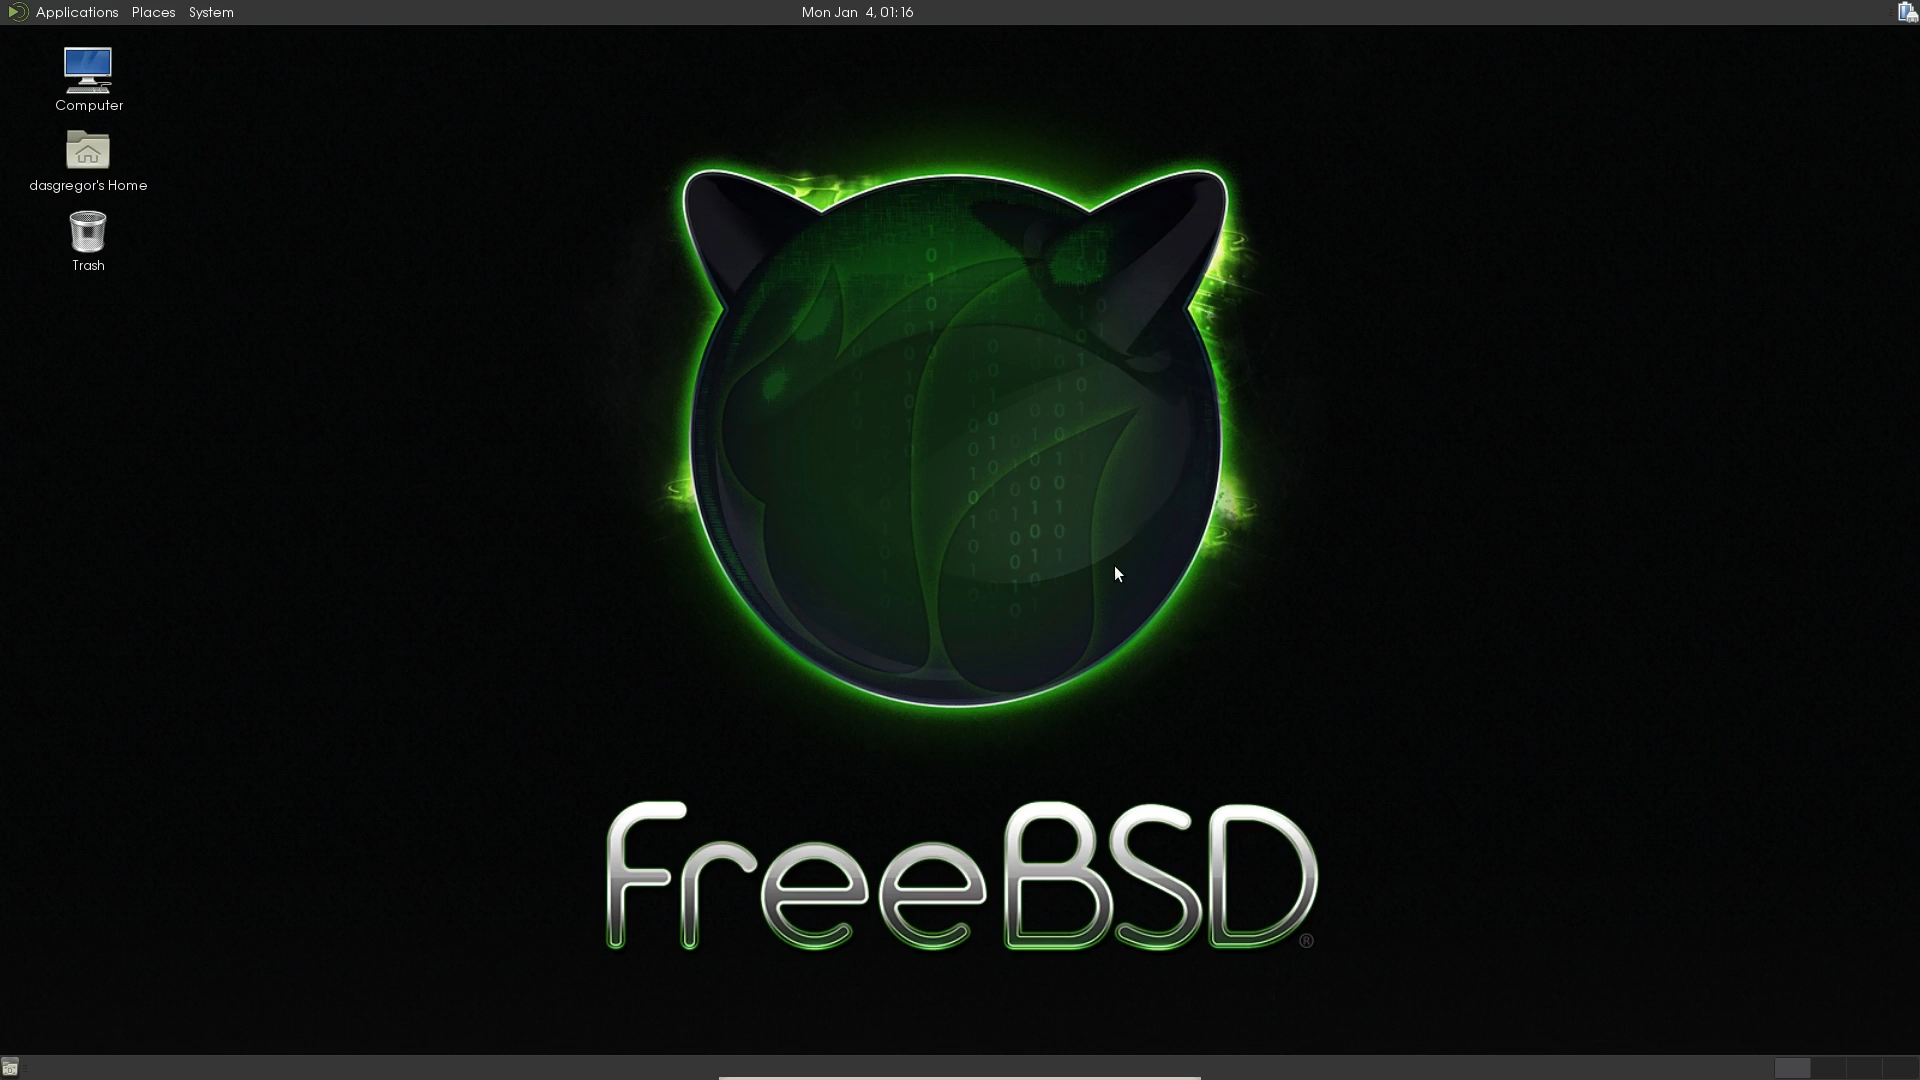 Applications Places System Mon Jan 4, 01:16
Computer
dasgregor's Home
Trash
FreeBSD®